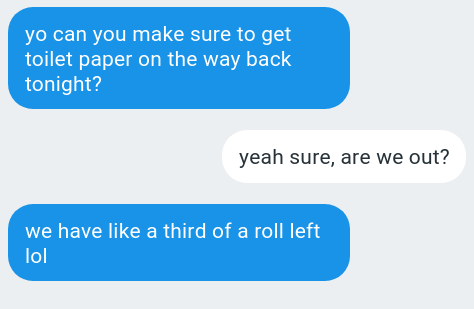 yo can you make sure to get
toilet paper on the way back
tonight?
yeah sure, are we out?
we have like a third of a roll left
lol